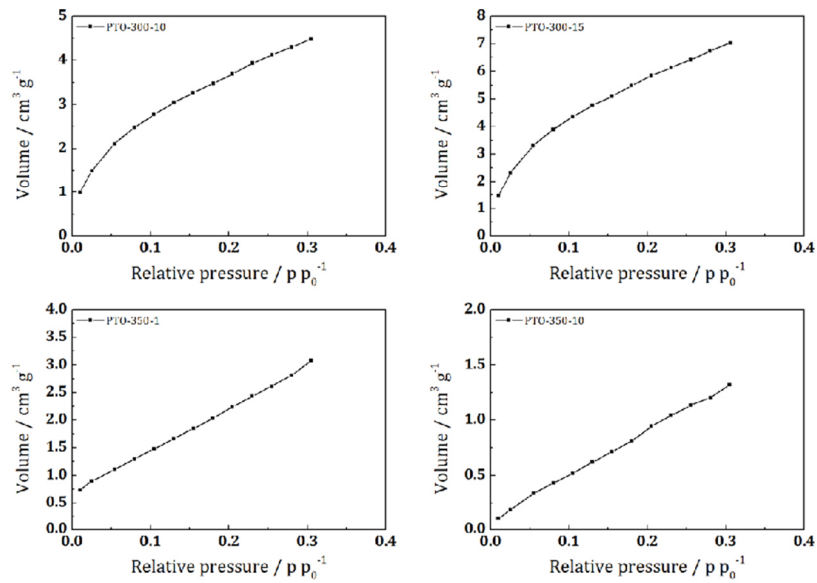 PTO-300-10
5
4
3
2
1
0
0.0 0.1 0.2 0.3 0.4
Volume / cm³ g⁻¹
Relative pressure / p p₀⁻¹
PTO-300-15
8
7
6
5
4
3
2
1
0
0.0 0.1 0.2 0.3 0.4
Volume / cm³ g⁻¹
Relative pressure / p p₀⁻¹
PTO-350-1
4.0
3.5
3.0
2.5
2.0
1.5
1.0
0.5
0.0
0.0 0.1 0.2 0.3 0.4
Volume / cm³ g⁻¹
Relative pressure / p p₀⁻¹
PTO-350-10
2.0
1.5
1.0
0.5
0.0
0.0 0.1 0.2 0.3 0.4
Volume / cm³ g⁻¹
Relative pressure / p p₀⁻¹